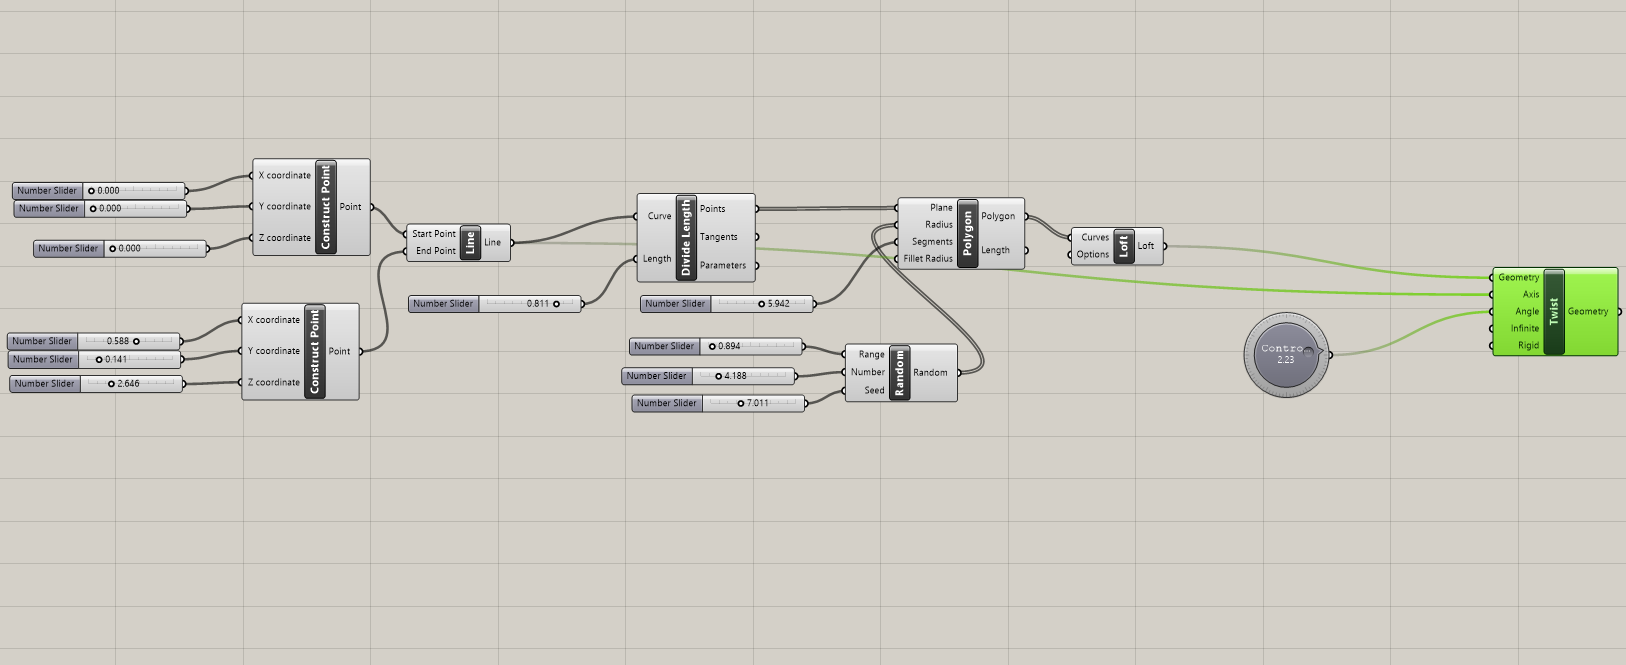 Number Slider 0.000
Number Slider 0.000
Number Slider 0.000
X coordinate
Y coordinate
Z coordinate
Construct Point
Point
Number Slider 0.588
Number Slider 0.141
Number Slider 2.646
X coordinate
Y coordinate
Z coordinate
Construct Point
Point
Start Point
End Point
Line
Line
Number Slider 0.811
Curve
Length
Divide Length
Points
Tangents
Parameters
Number Slider 5.942
Number Slider 0.894
Number Slider 4.188
Number Slider 7.011
Range
Number
Seed
Random
Random
Plane
Radius
Segments
Fillet Radius
Polygon
Polygon
Length
Curves
Options
Loft
Loft
Contro
2.23
Geometry
Axis
Angle
Infinite
Rigid
Twist
Geometry